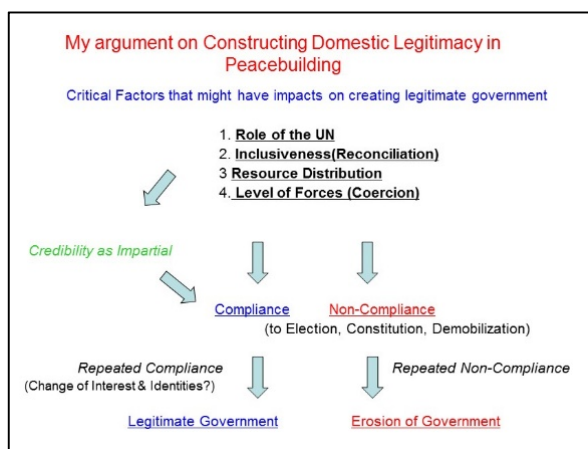 My argument on Constructing Domestic Legitimacy in
Peacebuilding
Critical Factors that might have impacts on creating legitimate government
1. Role of the UN
2. Inclusiveness(Reconciliation)
3 Resource Distribution
4. Level of Forces (Coercion)
Credibility as Impartial
Compliance Non-Compliance
(to Election, Constitution, Demobilization)
Repeated Compliance Repeated Non-Compliance
(Change of Interest & Identities?)
Legitimate Government Erosion of Government